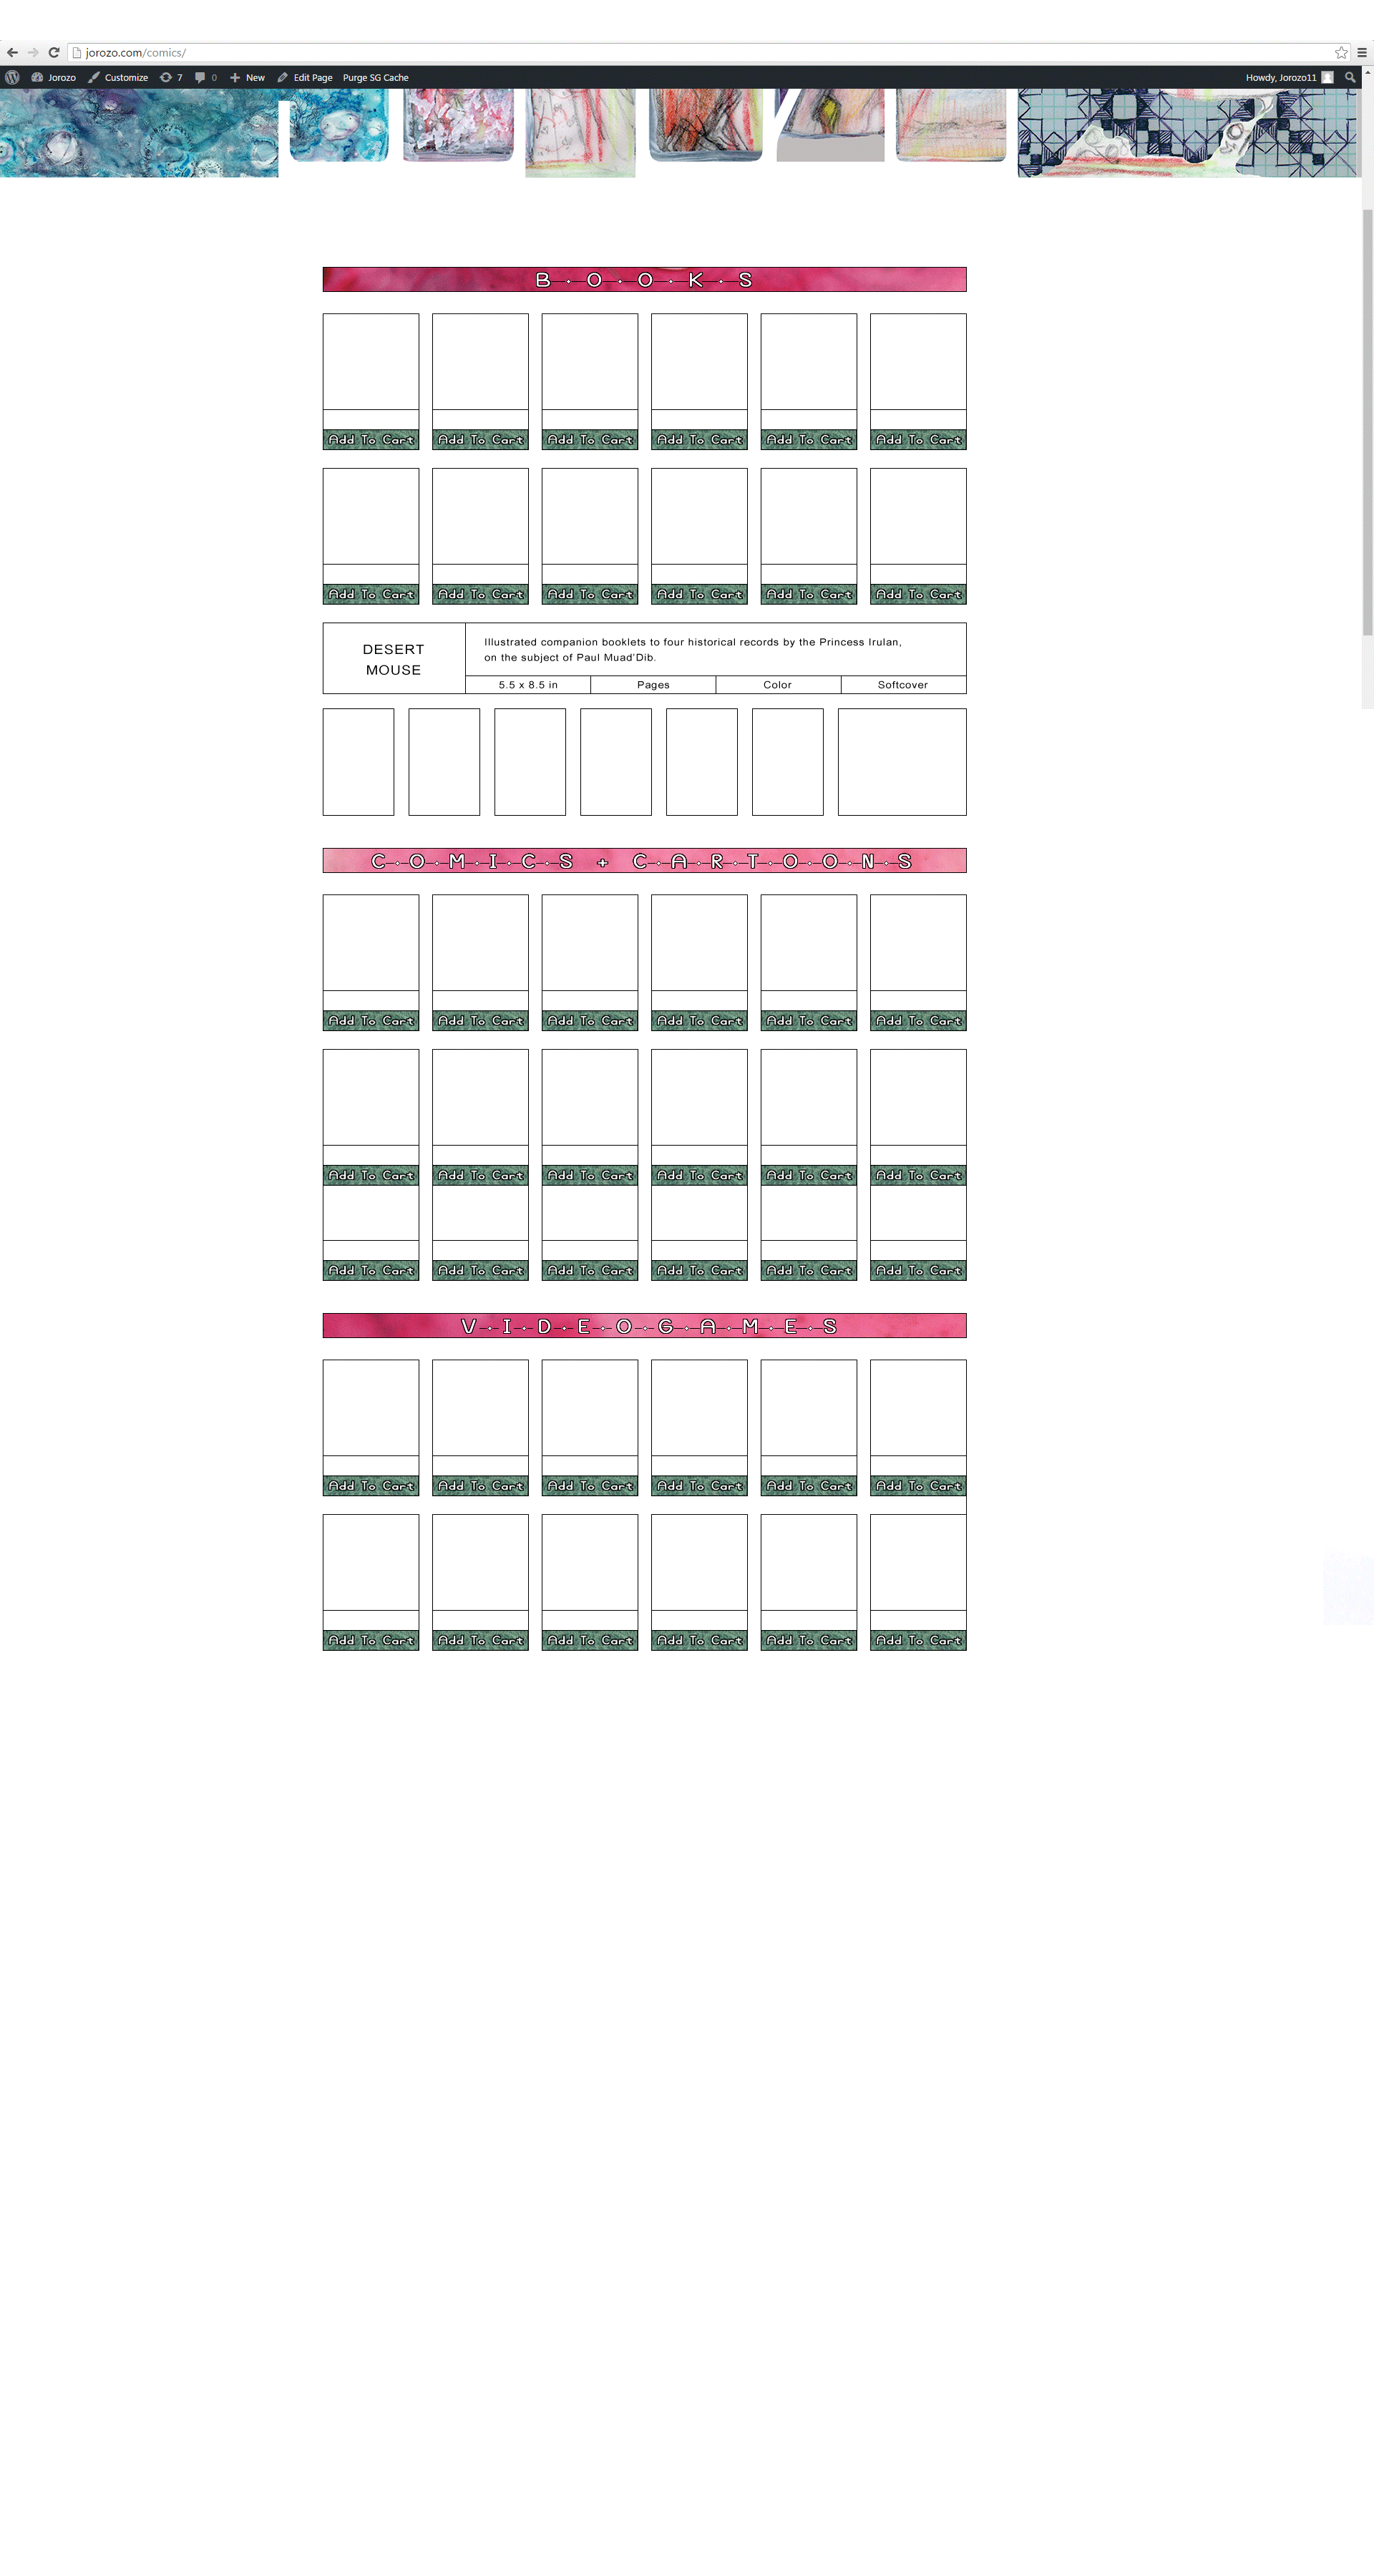 jorozo.com/comics/
Jorozo Customize 7 0 New Edit Page Purge SG Cache Howdy, Jorozo11
B·O·O·K·S
Add To Cart Add To Cart Add To Cart Add To Cart Add To Cart Add To Cart
Add To Cart Add To Cart Add To Cart Add To Cart Add To Cart Add To Cart
DESERT
MOUSE
Illustrated companion booklets to four historical records by the Princess Irulan,
on the subject of Paul Muad'Dib.
5.5 x 8.5 in Pages Color Softcover
C·O·M·I·C·S + C·A·R·T·O·O·N·S
Add To Cart Add To Cart Add To Cart Add To Cart Add To Cart Add To Cart
Add To Cart Add To Cart Add To Cart Add To Cart Add To Cart Add To Cart
Add To Cart Add To Cart Add To Cart Add To Cart Add To Cart Add To Cart
V·I·D·E·O·G·A·M·E·S
Add To Cart Add To Cart Add To Cart Add To Cart Add To Cart Add To Cart
Add To Cart Add To Cart Add To Cart Add To Cart Add To Cart Add To Cart